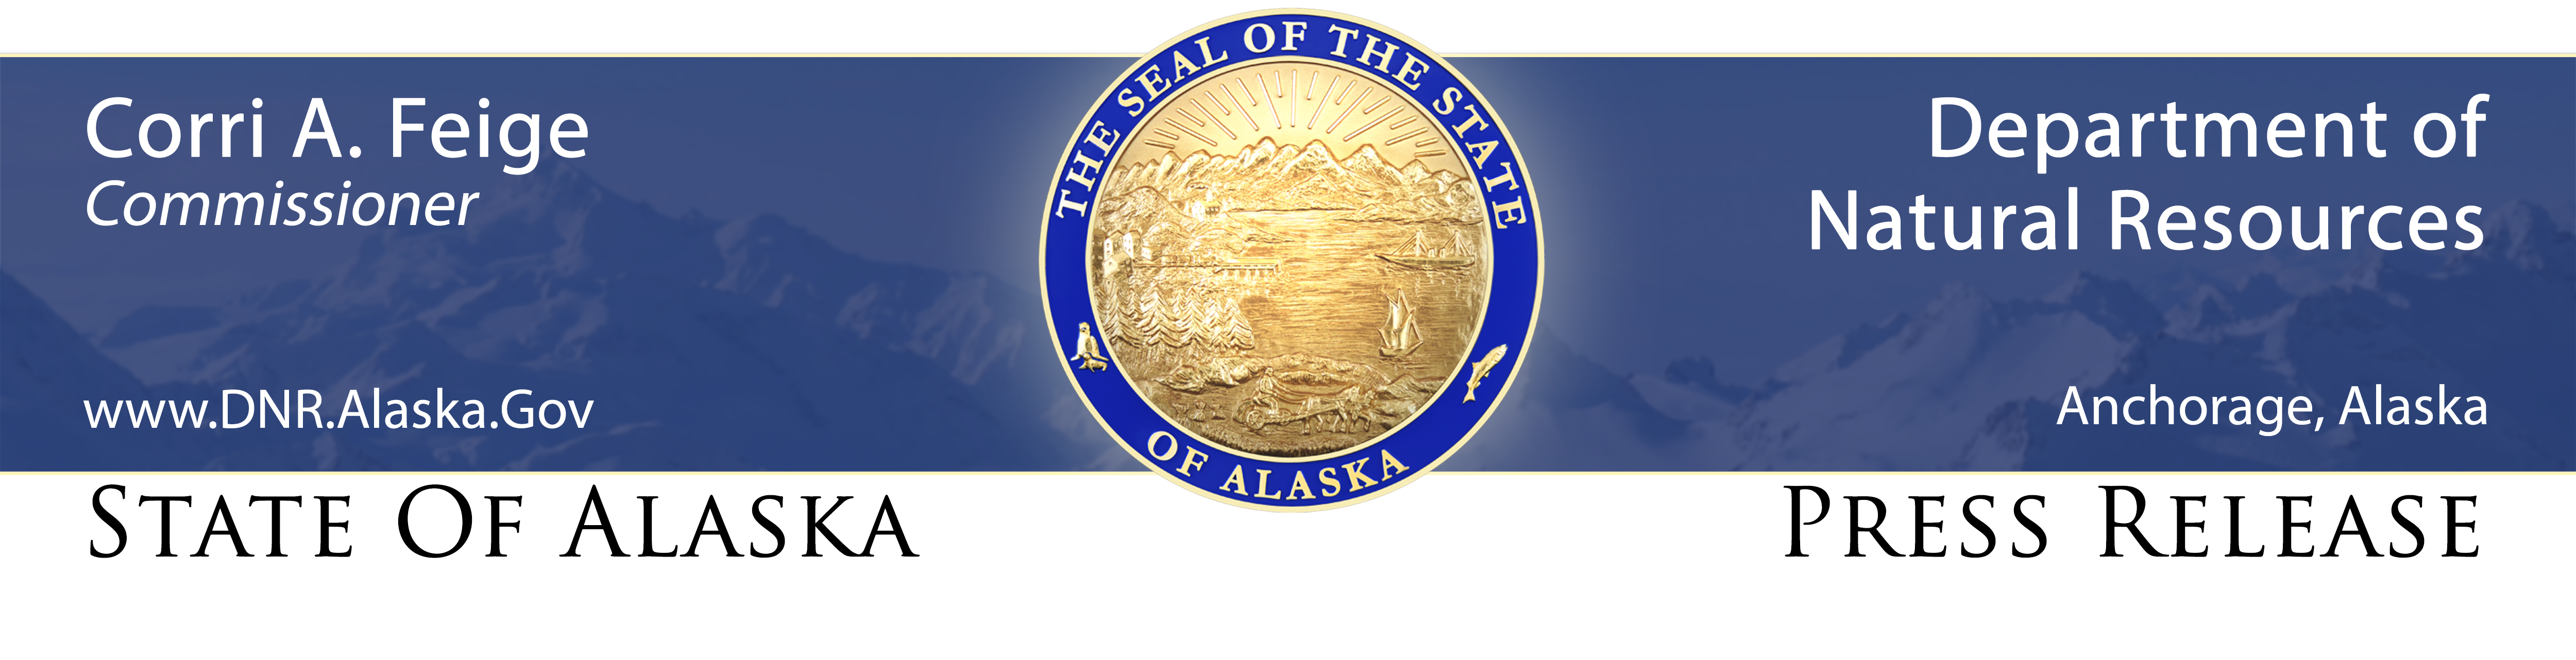 Corri A. Feige
Commissioner
www.DNR.Alaska.Gov
THE SEAL OF THE STATE
OF ALASKA
Department of
Natural Resources
Anchorage, Alaska
STATE OF ALASKA
PRESS RELEASE